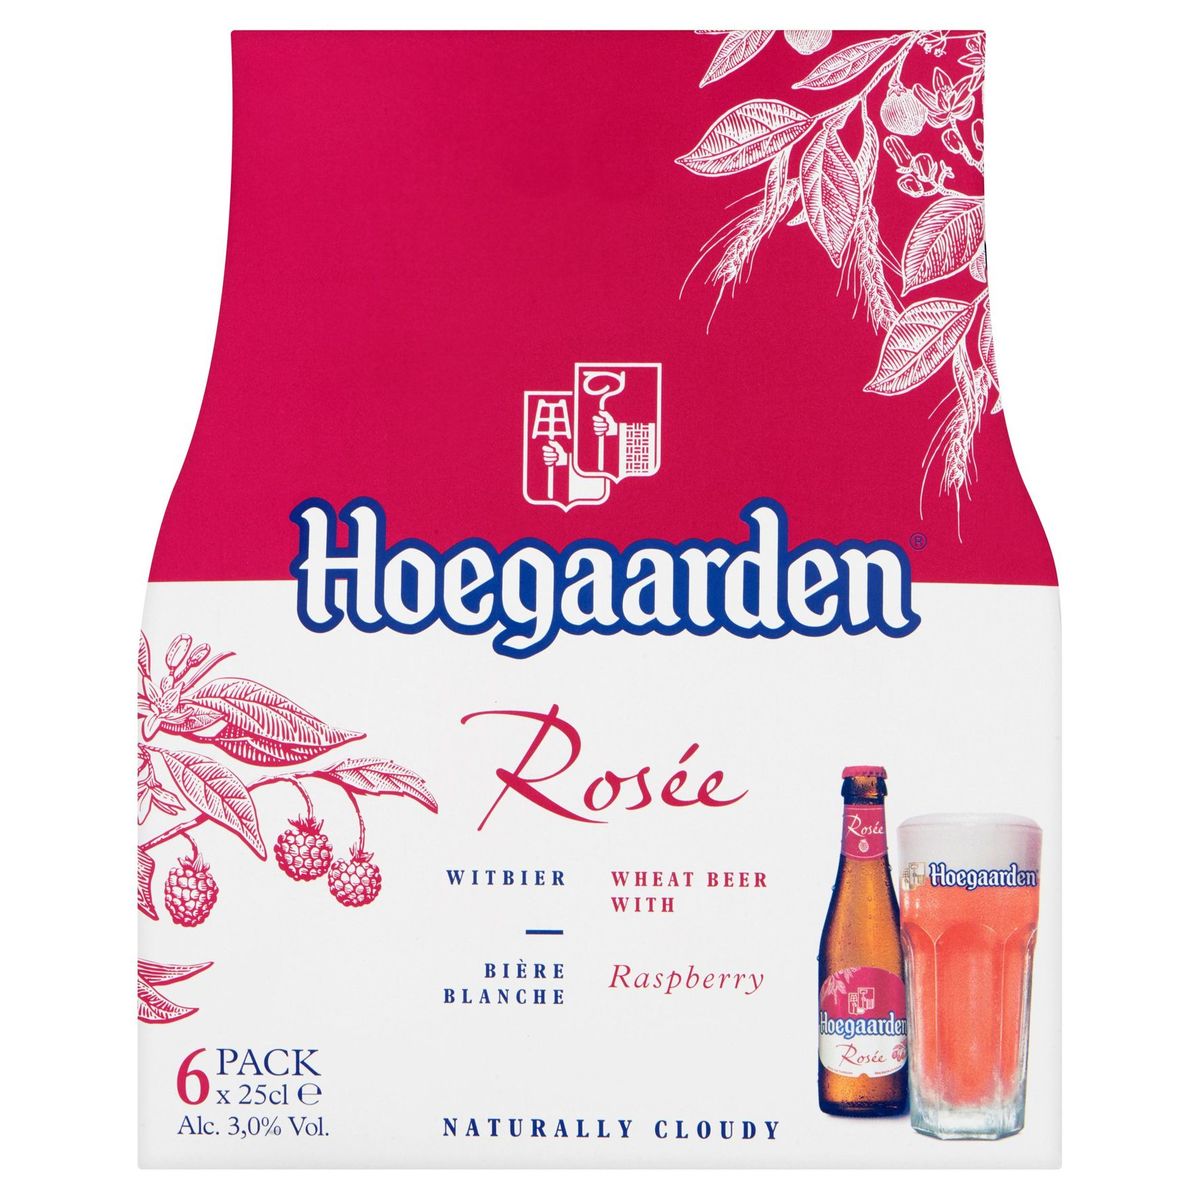 Hoegaarden®
Rosée
WITBIER
—
BIÈRE
BLANCHE
WHEAT BEER
WITH
Raspberry
Rosée
Hoegaarden
Rosée
Hoegaarden
6 PACK
x 25cl ℮
Alc. 3,0% Vol.
NATURALLY CLOUDY